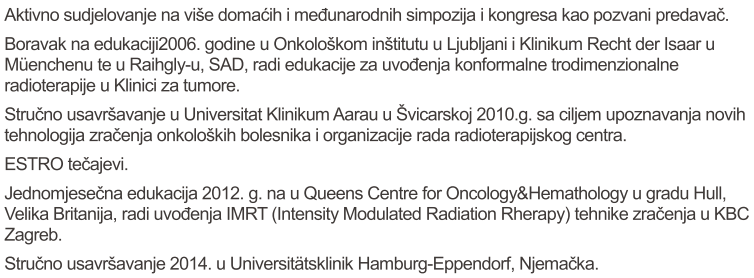 Aktivno sudjelovanje na više domaćih i međunarodnih simpozija i kongresa kao pozvani predavač.
Boravak na edukaciji2006. godine u Onkološkom inštitutu u Ljubljani i Klinikum Recht der Isaar u
Müenchenu te u Raihgly-u, SAD, radi edukacije za uvođenja konformalne trodimenzionalne
radioterapije u Klinici za tumore.
Stručno usavršavanje u Universitat Klinikum Aarau u Švicarskoj 2010.g. sa ciljem upoznavanja novih
tehnologija zračenja onkoloških bolesnika i organizacije rada radioterapijskog centra.
ESTRO tečajevi.
Jednomjesečna edukacija 2012. g. na u Queens Centre for Oncology&Hemathology u gradu Hull,
Velika Britanija, radi uvođenja IMRT (Intensity Modulated Radiation Rherapy) tehnike zračenja u KBC
Zagreb.
Stručno usavršavanje 2014. u Universitätsklinik Hamburg-Eppendorf, Njemačka.